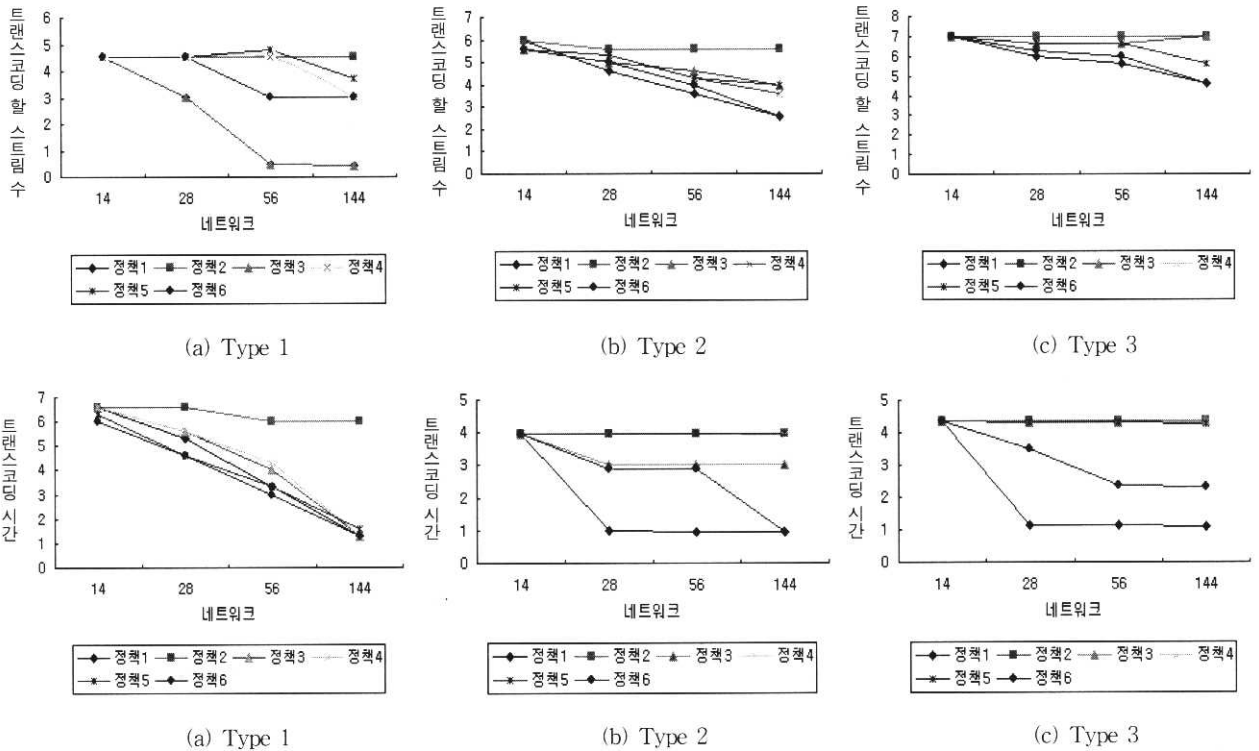 트랜스코딩 할 스트림 수
6
5
4
3
2
1
0
14 28 56 144
네트워크
정책1 정책2 정책3 정책4
정책5 정책6
(a) Type 1
트랜스코딩 할 스트림 수
7
6
5
4
3
2
1
0
14 28 56 144
네트워크
정책1 정책2 정책3 정책4
정책5 정책6
(b) Type 2
트랜스코딩 할 스트림 수
8
7
6
5
4
3
2
1
0
14 28 56 144
네트워크
정책1 정책2 정책3 정책4
정책5 정책6
(c) Type 3
트랜스코딩 시간
7
6
5
4
3
2
1
0
14 28 56 144
네트워크
정책1 정책2 정책3 정책4
정책5 정책6
(a) Type 1
트랜스코딩 시간
5
4
3
2
1
0
14 28 56 144
네트워크
정책1 정책2 정책3 정책4
정책5 정책6
(b) Type 2
트랜스코딩 시간
5
4
3
2
1
0
14 28 56 144
네트워크
정책1 정책2 정책3 정책4
정책5 정책6
(c) Type 3